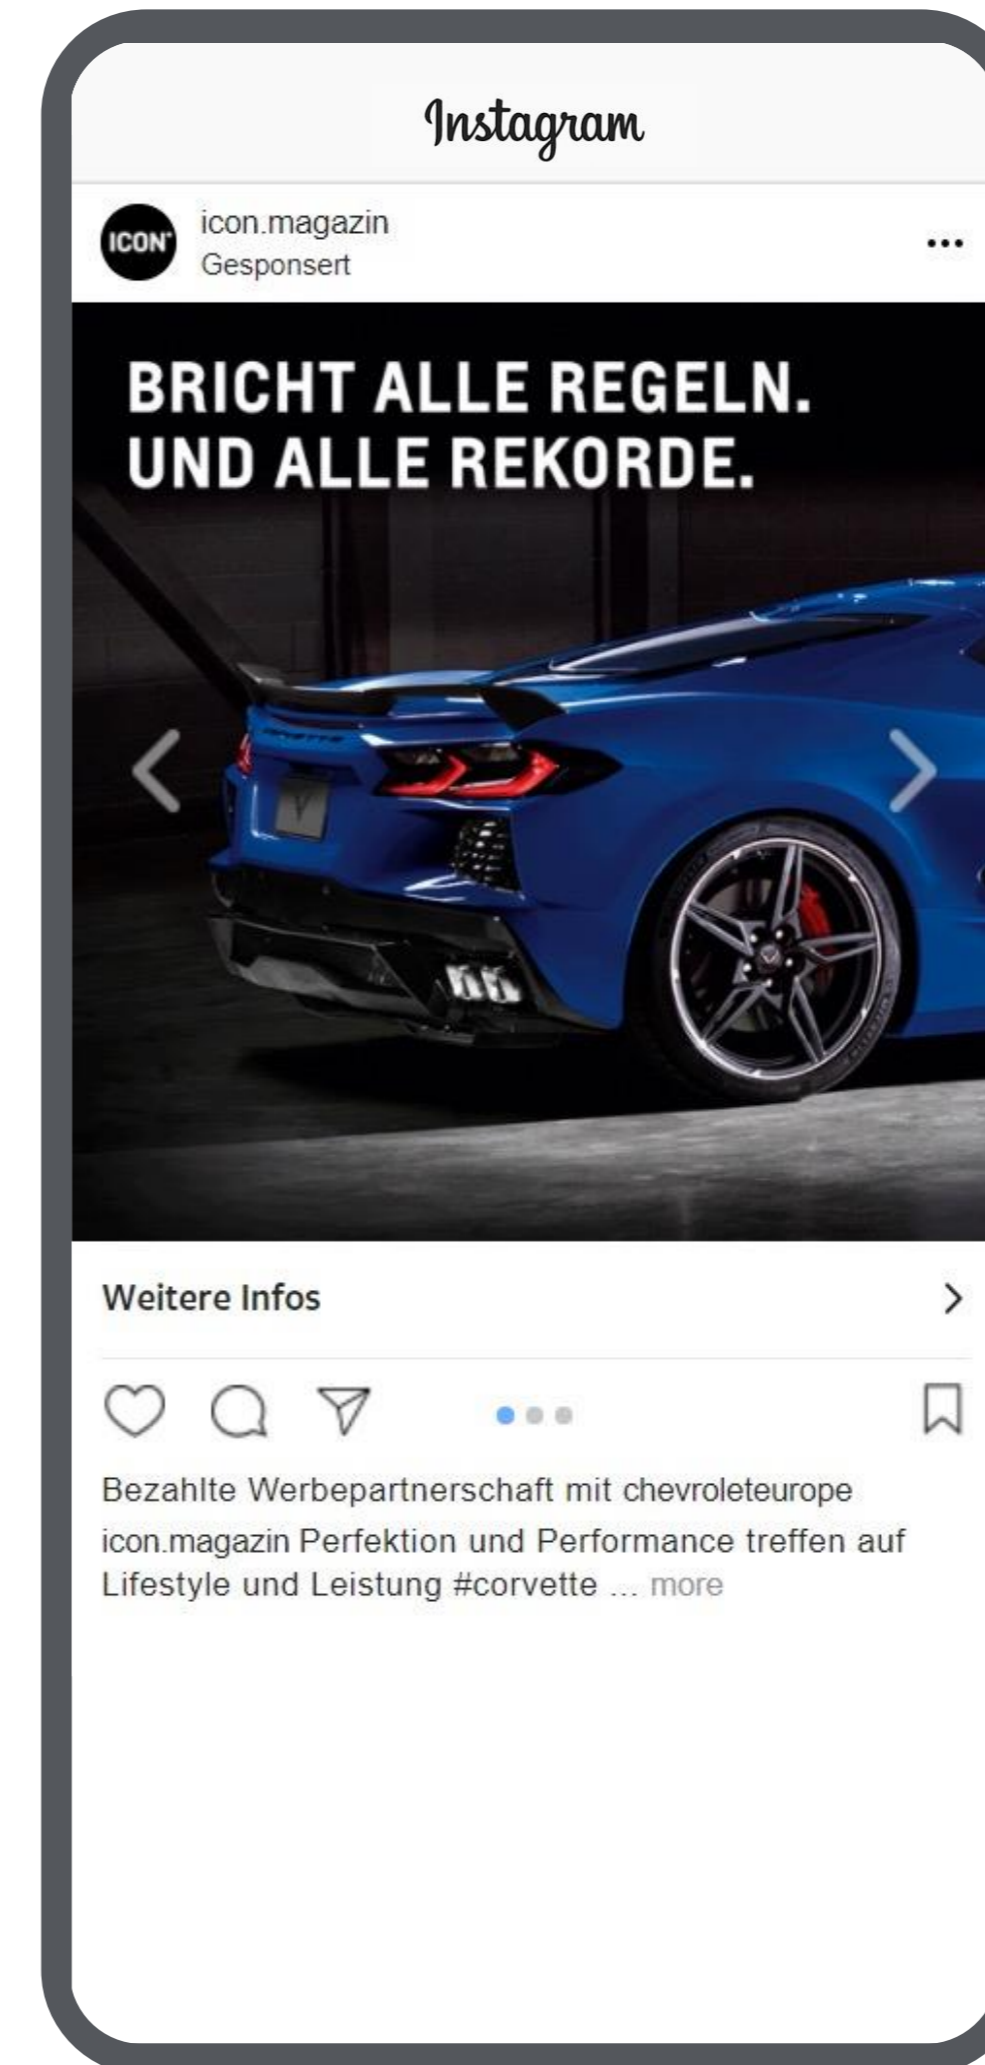 Instagram
ICON
icon.magazin
Gesponsert
BRICHT ALLE REGELN.
UND ALLE REKORDE.
CORVETTE
Weitere Infos
Bezahlte Werbepartnerschaft mit chevroleteurope
icon.magazin Perfektion und Performance treffen auf
Lifestyle und Leistung #corvette ... more